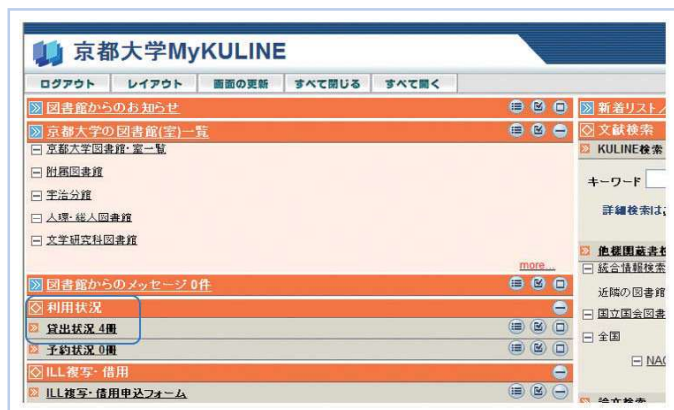 京都大学MyKULINE
ログアウト レイアウト 画面の更新 すべて閉じる すべて開く
図書館からのお知らせ
京都大学の図書館(室)一覧
京都大学図書館・室一覧
附属図書館
宇治分館
人環・総人図書館
文学研究科図書館
more...
図書館からのメッセージ 0件
利用状況
貸出状況 4冊
予約状況 0冊
ILL複写・借用
ILL複写・借用申込フォーム
新着リスト/
文献検索
KULINE検索
キーワード
詳細検索は
他機関蔵書検
統合情報検索
近隣の図書館
国立国会図書
全国
NAC
論文検索